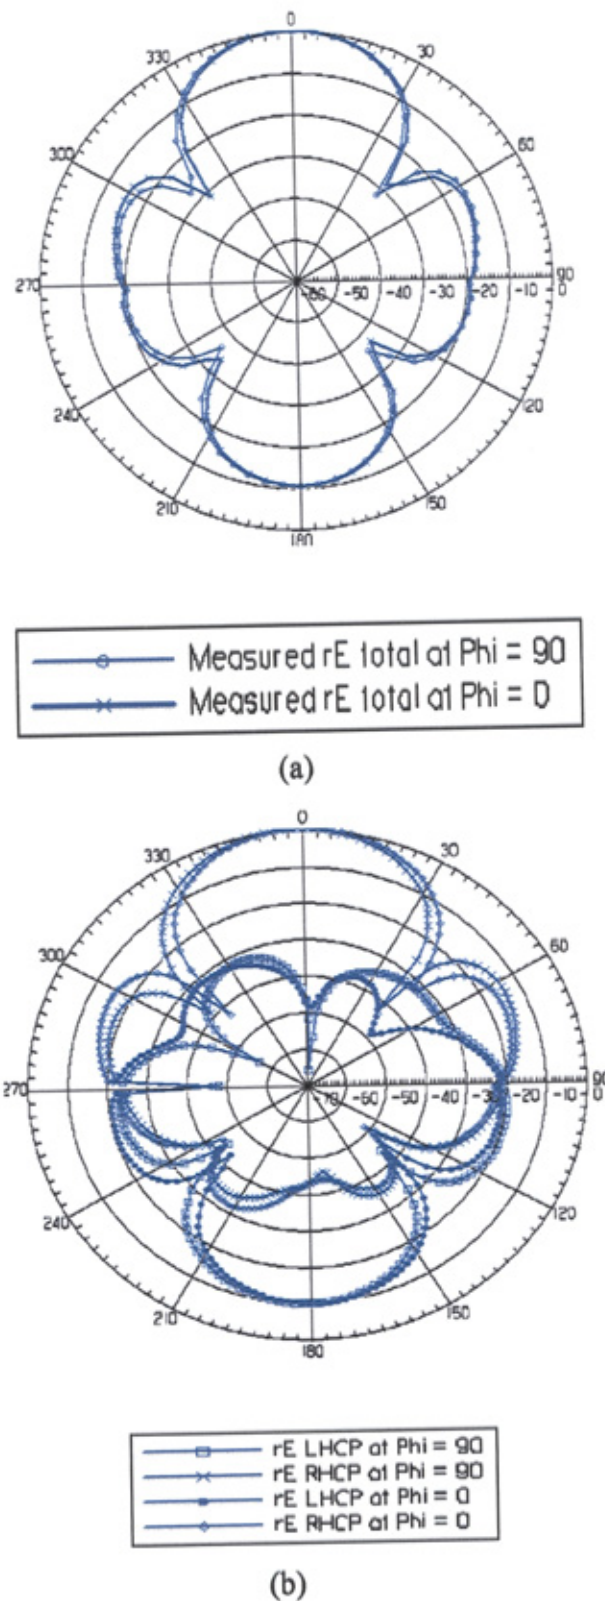 0
330
30
300
60
270
-60 -50 -40 -30 -20 -10 0
90
240
120
210
150
180
Measured rE total at Phi = 90
Measured rE total at Phi = 0
(a)
0
330
30
300
60
270
-70 -60 -50 -40 -30 -20 -10 0
90
240
120
210
150
180
rE LHCP at Phi = 90
rE RHCP at Phi = 90
rE LHCP at Phi = 0
rE RHCP at Phi = 0
(b)